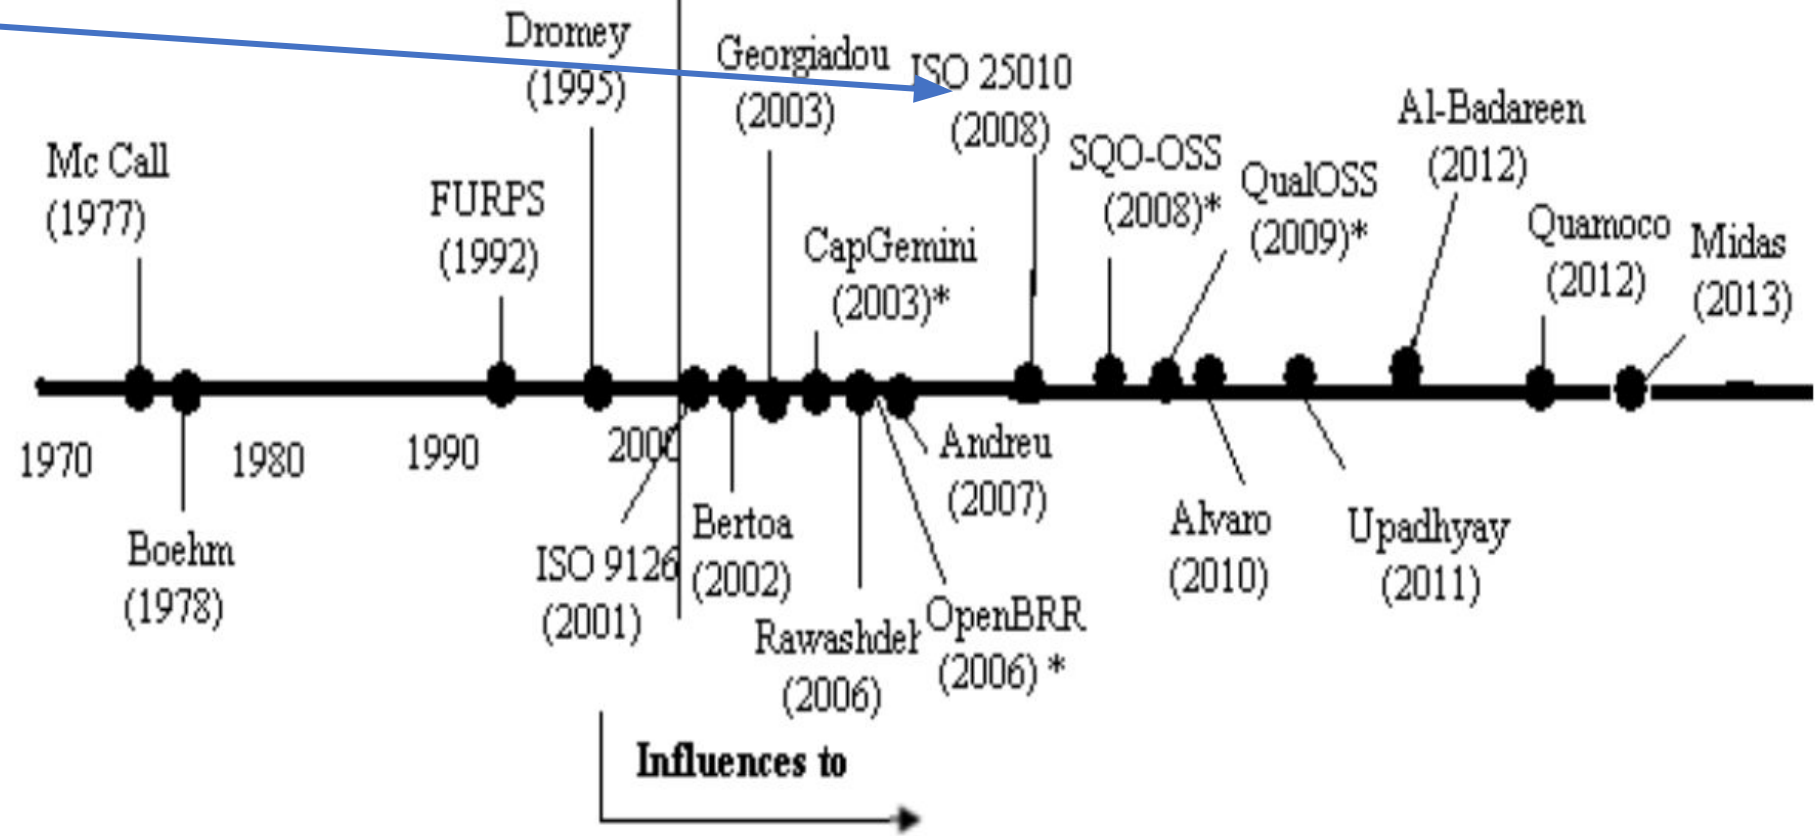 Dromey
(1995)
Georgiadou
(2003)
ISO 25010
(2008)
Mc Call
(1977)
FURPS
(1992)
CapGemini
(2003)*
SQO-OSS
(2008)*
QualOSS
(2009)*
Al-Badareen
(2012)
Quamoco
(2012)
Midas
(2013)
1970
1980
1990
2000
Boehm
(1978)
ISO 9126
(2001)
Bertoa
(2002)
Rawashdeh
(2006)
OpenBRR
(2006) *
Andreu
(2007)
Alvaro
(2010)
Upadhyay
(2011)
Influences to